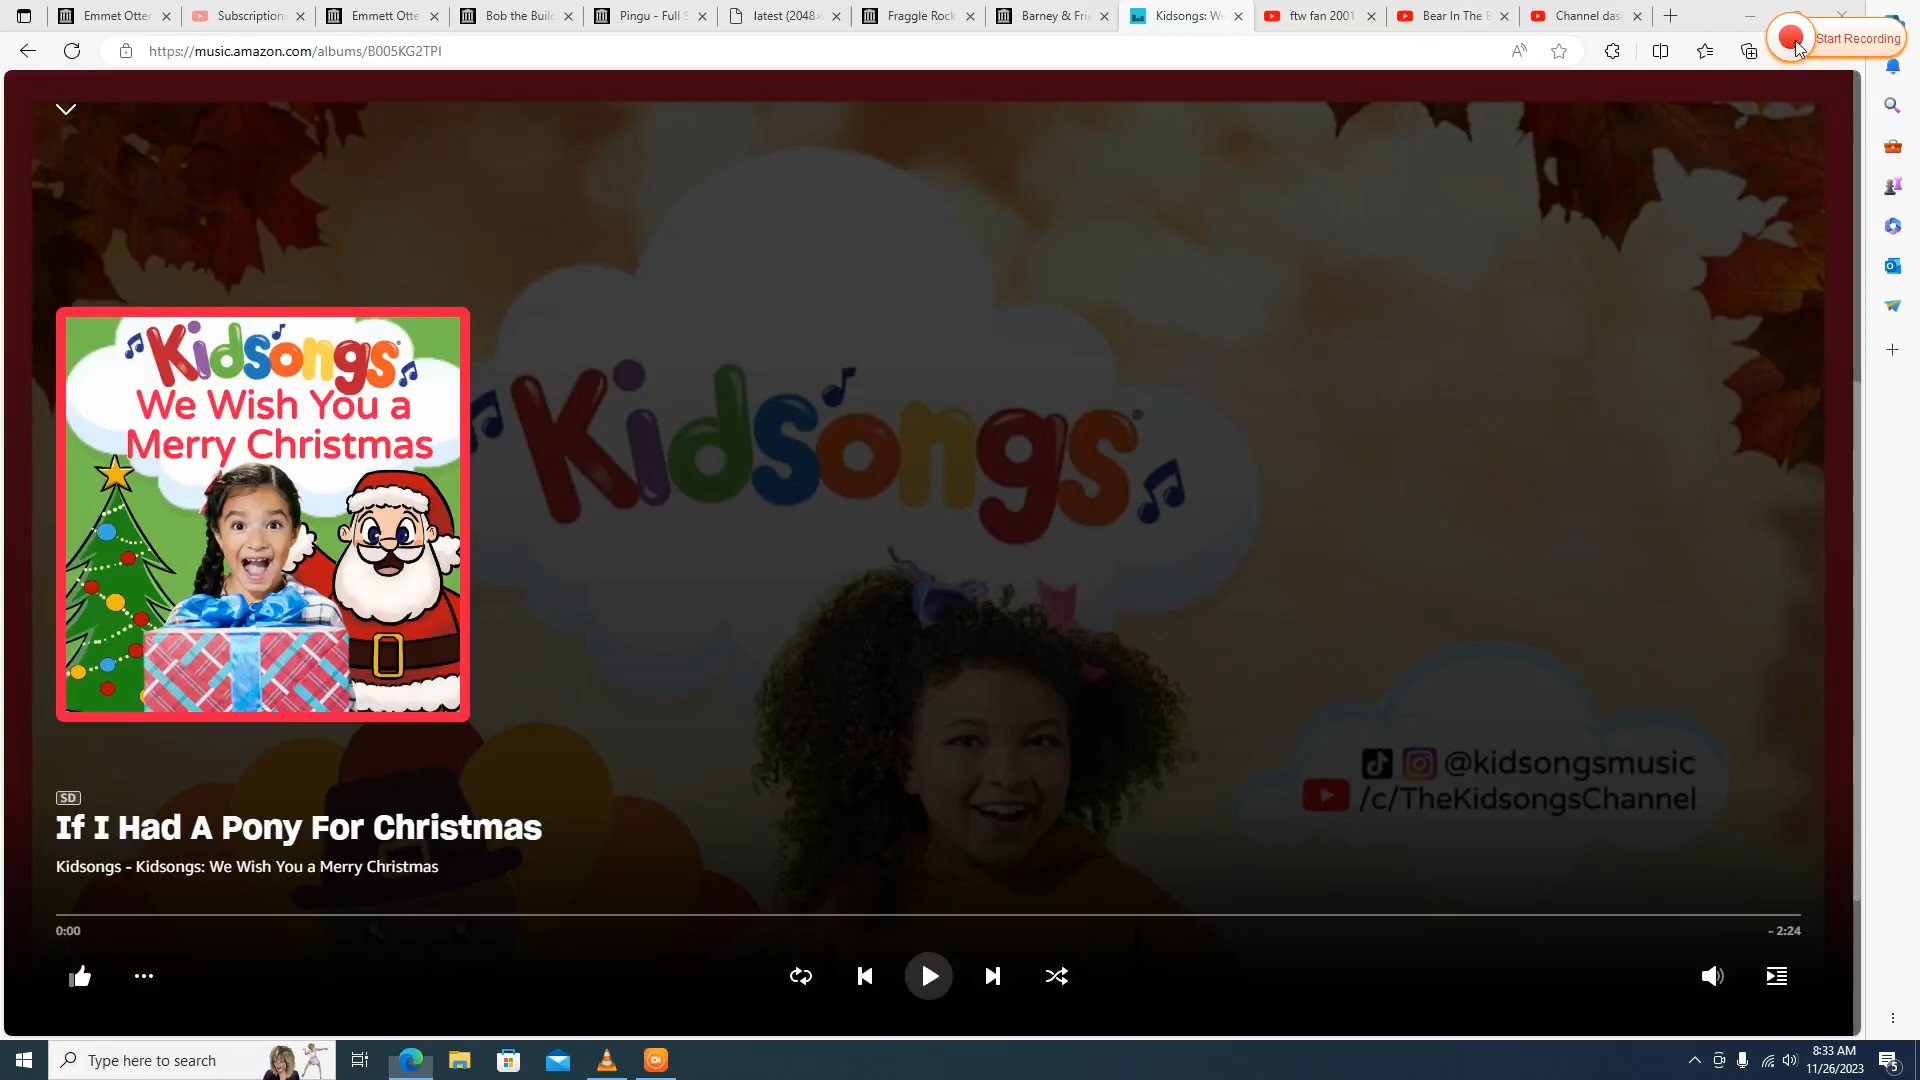 Emmet Otter
Subscription
Emmett Otte
Bob the Buil
Pingu - Full S
latest (2048×
Fraggle Rock
Barney & Frie
Kidsongs: We
ftw fan 2001
Bear In The B
Channel das
https://music.amazon.com/albums/B005KG2TPI
Start Recording
Kidsongs
We Wish You a
Merry Christmas
Kidsongs
@kidsongsmusic
/c/TheKidsongsChannel
SD
If I Had A Pony For Christmas
Kidsongs - Kidsongs: We Wish You a Merry Christmas
0:00
- 2:24
Type here to search
8:33 AM
11/26/2023
5